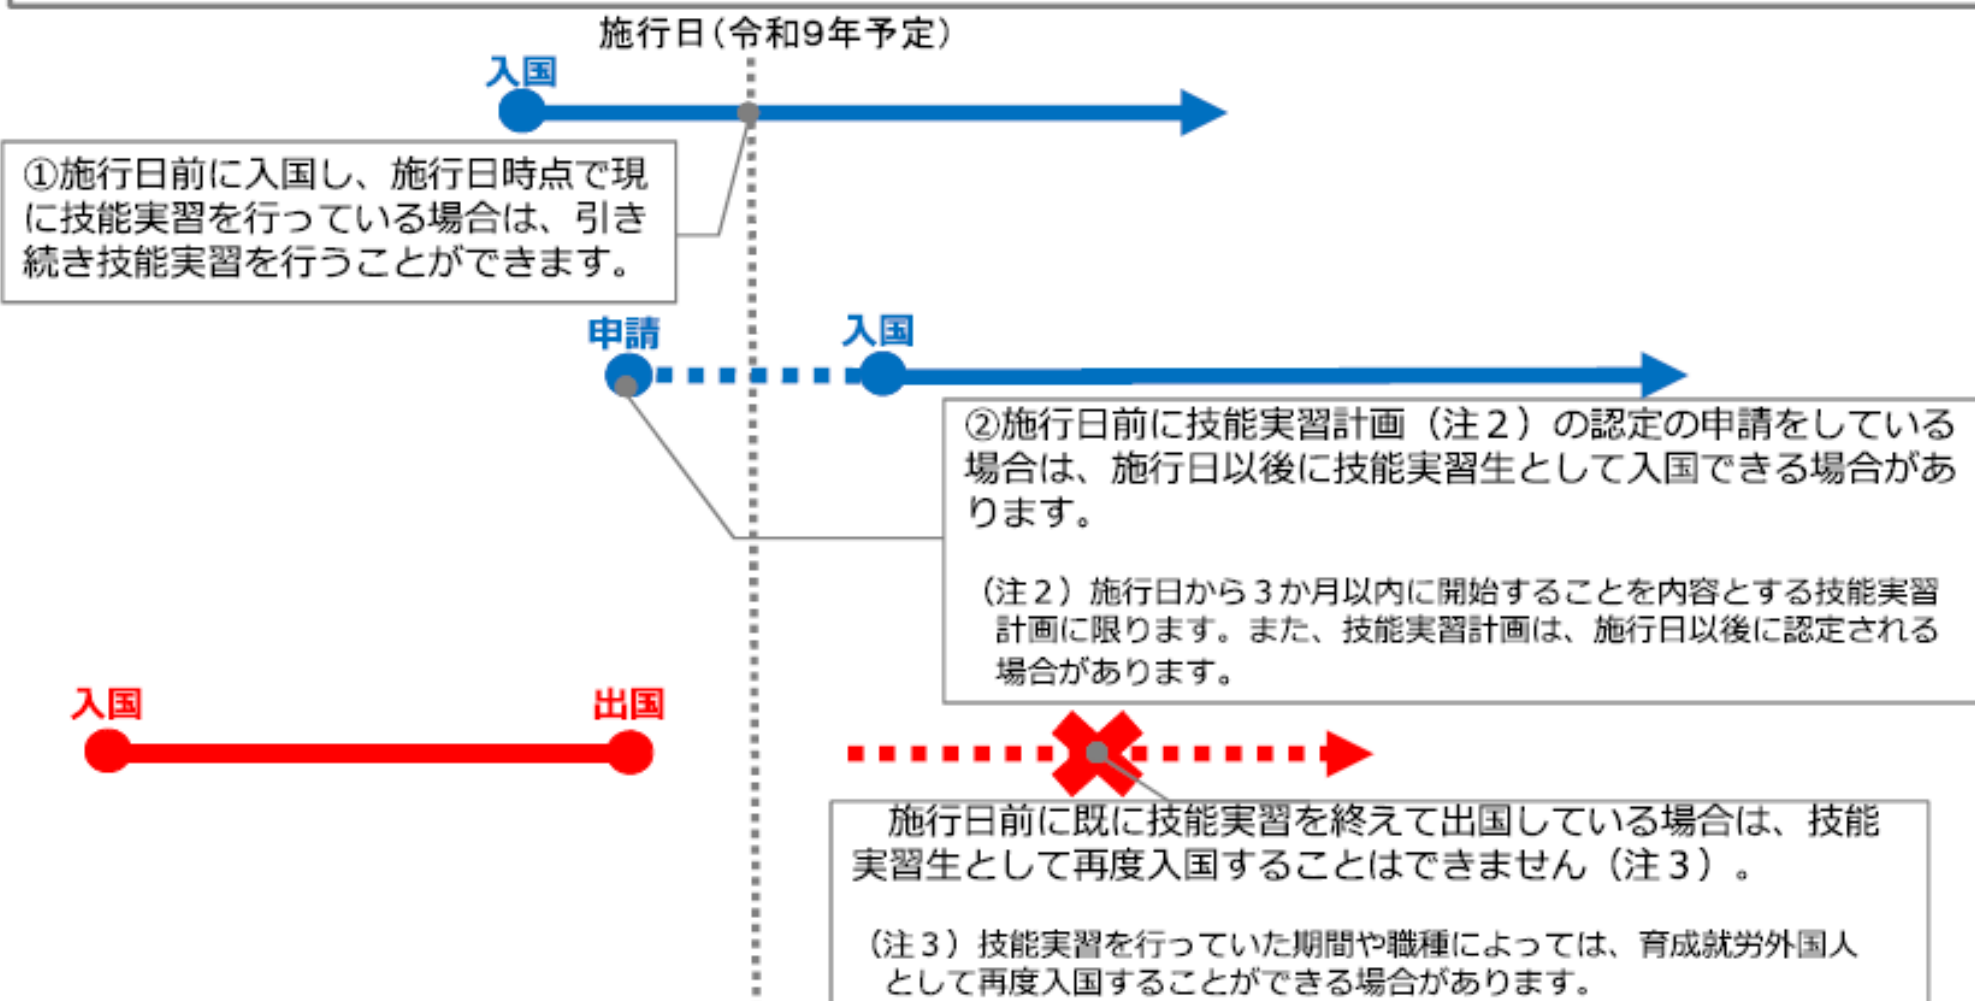 施行日(令和9年予定)
入国
①施行日前に入国し、施行日時点で現
に技能実習を行っている場合は、引き
続き技能実習を行うことができます。
申請
入国
②施行日前に技能実習計画（注２）の認定の申請をしている
場合は、施行日以後に技能実習生として入国できる場合があ
ります。
（注２）施行日から３か月以内に開始することを内容とする技能実習
計画に限ります。また、技能実習計画は、施行日以後に認定される
場合があります。
入国
出国
施行日前に既に技能実習を終えて出国している場合は、技能
実習生として再度入国することはできません（注３）。
（注３）技能実習を行っていた期間や職種によっては、育成就労外国人
として再度入国することができる場合があります。